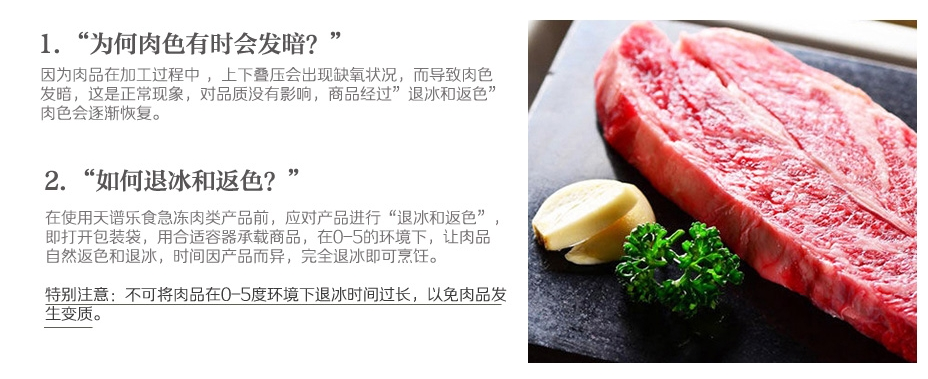 1.“为何肉色有时会发暗？”
因为肉品在加工过程中 ，上下叠压会出现缺氧状况，而导致肉色
发暗，这是正常现象，对品质没有影响，商品经过”退冰和返色”
肉色会逐渐恢复。
2.“如何退冰和返色？”
在使用天谱乐食急冻肉类产品前，应对产品进行“退冰和返色”，
即打开包装袋，用合适容器承载商品，在0-5的环境下，让肉品
自然返色和退冰，时间因产品而异，完全退冰即可烹饪。
特别注意：不可将肉品在0-5度环境下退冰时间过长，以免肉品发
生变质。